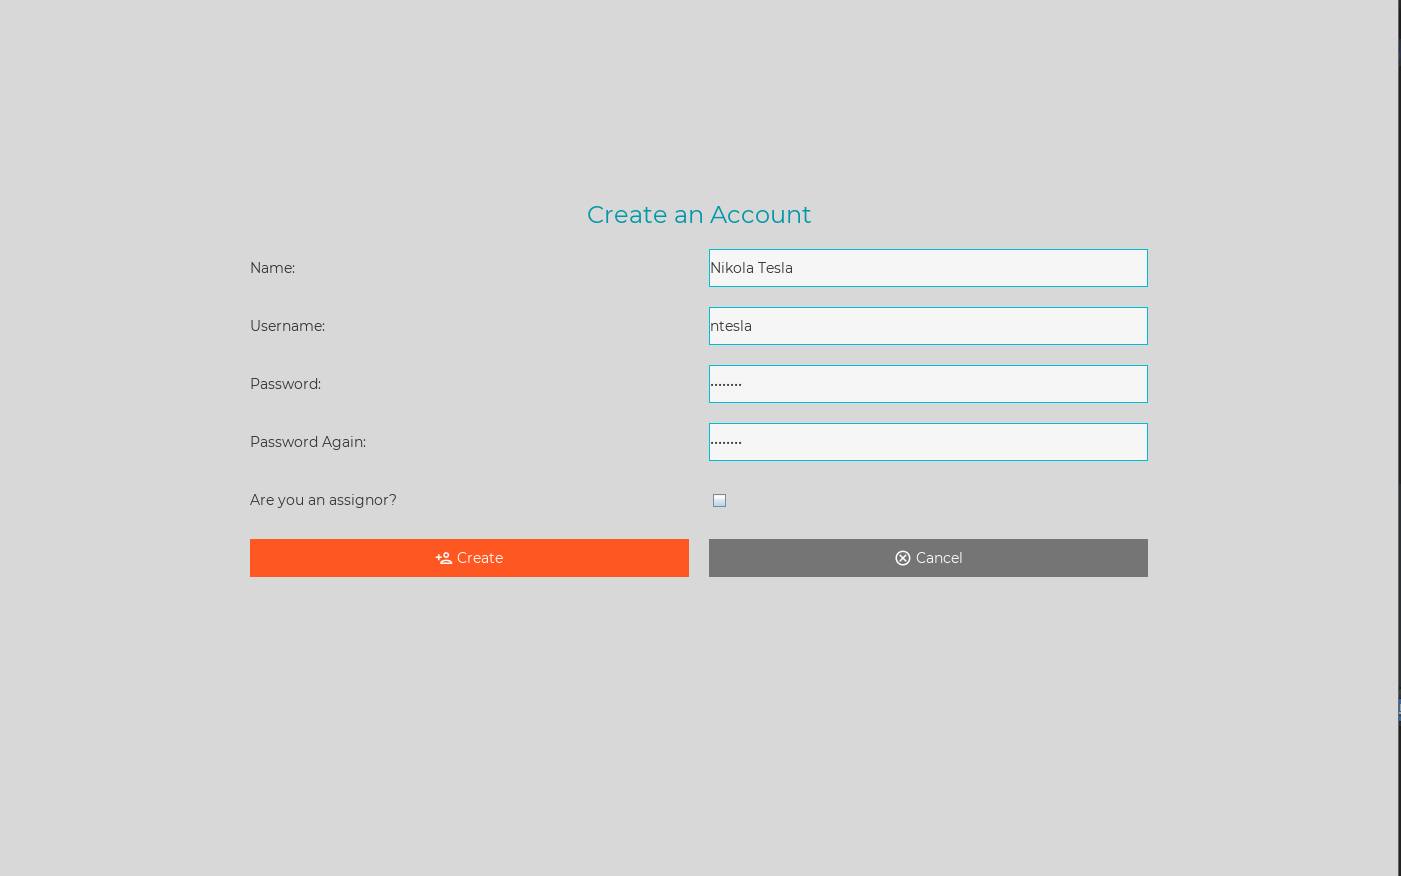 Create an Account
Name: Nikola Tesla
Username: ntesla
Password: ········
Password Again: ········
Are you an assignor?
Create Cancel